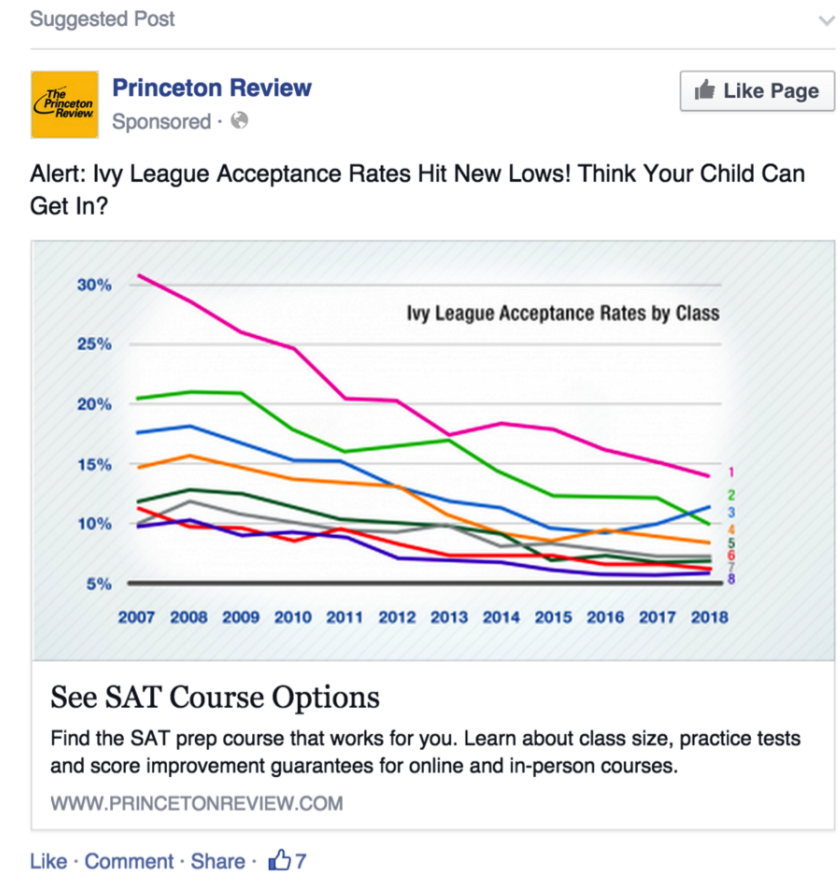 Suggested Post
The
Princeton
Review
Princeton Review
Like Page
Sponsored ·
Alert: Ivy League Acceptance Rates Hit New Lows! Think Your Child Can
Get In?
30%
Ivy League Acceptance Rates by Class
25%
20%
15%
1
2
3
10%
4
5
6
7
8
5%
2007 2008 2009 2010 2011 2012 2013 2014 2015 2016 2017 2018
See SAT Course Options
Find the SAT prep course that works for you. Learn about class size, practice tests
and score improvement guarantees for online and in-person courses.
WWW.PRINCETONREVIEW.COM
Like · Comment · Share · 7